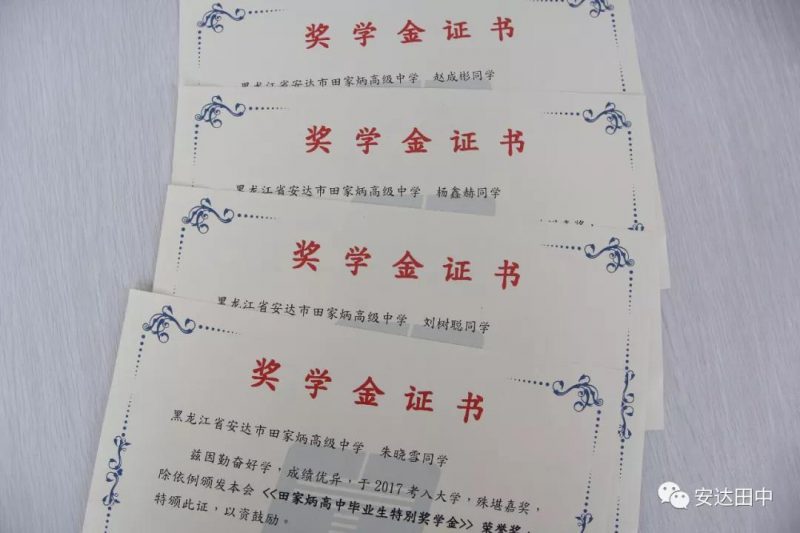 奖学金证书
黑龙江省安达市田家炳高级中学 赵成彬同学
奖学金证书
黑龙江省安达市田家炳高级中学 杨鑫赫同学
奖学金证书
黑龙江省安达市田家炳高级中学 刘树聪同学
奖学金证书
黑龙江省安达市田家炳高级中学 朱晓雪同学
兹因勤奋好学，成绩优异，于2017考入大学，殊堪嘉奖，
除依例颁发本会<<田家炳高中毕业生特别奖学金>>荣誉奖，
特颁此证，以资鼓励。
安达田中